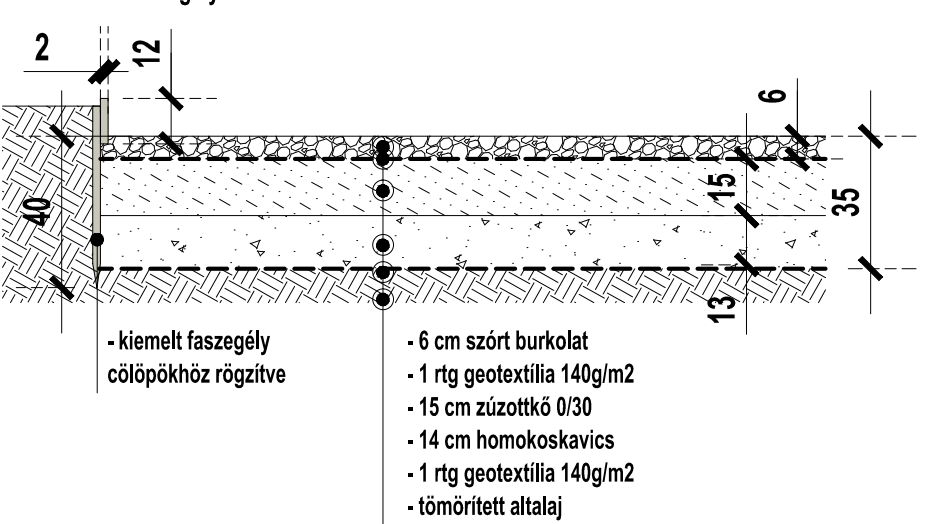 2
12
6
15
35
40
13
- kiemelt faszegély
cölöpökhöz rögzítve
- 6 cm szórt burkolat
- 1 rtg geotextília 140g/m2
- 15 cm zúzottkő 0/30
- 14 cm homokoskavics
- 1 rtg geotextília 140g/m2
- tömörített altalaj